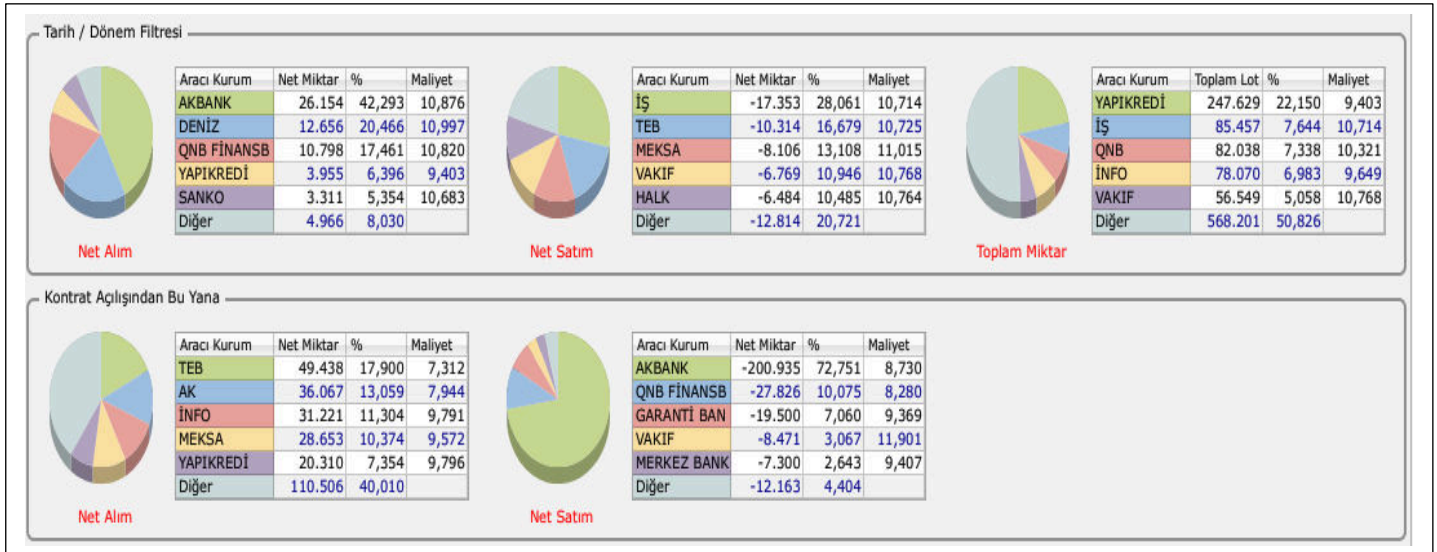 Tarih / Dönem Filtresi
Aracı Kurum Net Miktar % Maliyet
AKBANK 26.154 42,293 10,876
DENİZ 12.656 20,466 10,997
QNB FİNANSB 10.798 17,461 10,820
YAPIKREDİ 3.955 6,396 9,403
SANKO 3.311 5,354 10,683
Diğer 4.966 8,030
Net Alım
Aracı Kurum Net Miktar % Maliyet
İŞ -17.353 28,061 10,714
TEB -10.314 16,679 10,725
MEKSA -8.106 13,108 11,015
VAKIF -6.769 10,946 10,768
HALK -6.484 10,485 10,764
Diğer -12.814 20,721
Net Satım
Aracı Kurum Toplam Lot % Maliyet
YAPIKREDİ 247.629 22,150 9,403
İŞ 85.457 7,644 10,714
QNB 82.038 7,338 10,321
İNFO 78.070 6,983 9,649
VAKIF 56.549 5,058 10,768
Diğer 568.201 50,826
Toplam Miktar
Kontrat Açılışından Bu Yana
Aracı Kurum Net Miktar % Maliyet
TEB 49.438 17,900 7,312
AK 36.067 13,059 7,944
İNFO 31.221 11,304 9,791
MEKSA 28.653 10,374 9,572
YAPIKREDİ 20.310 7,354 9,796
Diğer 110.506 40,010
Net Alım
Aracı Kurum Net Miktar % Maliyet
AKBANK -200.935 72,751 8,730
QNB FİNANSB -27.826 10,075 8,280
GARANTİ BAN -19.500 7,060 9,369
VAKIF -8.471 3,067 11,901
MERKEZ BANK -7.300 2,643 9,407
Diğer -12.163 4,404
Net Satım